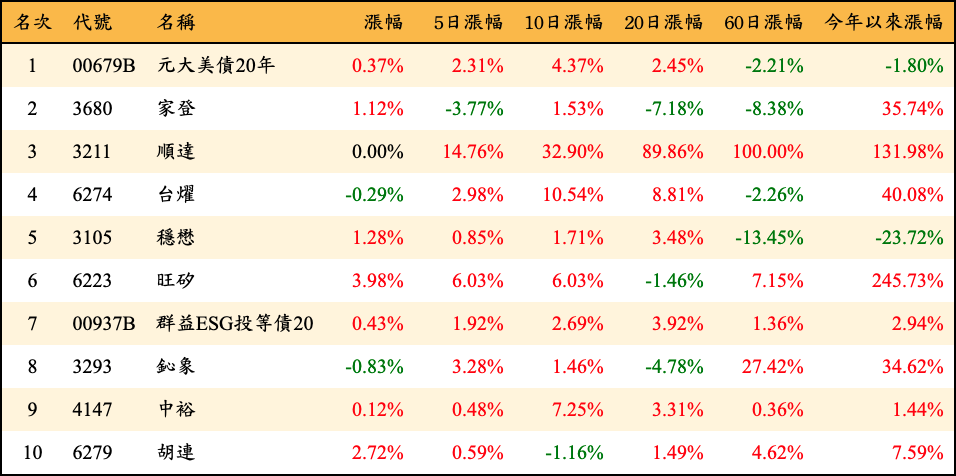 名次 代號 名稱 漲幅 5日漲幅 10日漲幅 20日漲幅 60日漲幅 今年以來漲幅
1 00679B 元大美債20年 0.37% 2.31% 4.37% 2.45% -2.21% -1.80%
2 3680 家登 1.12% -3.77% 1.53% -7.18% -8.38% 35.74%
3 3211 順達 0.00% 14.76% 32.90% 89.86% 100.00% 131.98%
4 6274 台燿 -0.29% 2.98% 10.54% 8.81% -2.26% 40.08%
5 3105 穩懋 1.28% 0.85% 1.71% 3.48% -13.45% -23.72%
6 6223 旺矽 3.98% 6.03% 6.03% -1.46% 7.15% 245.73%
7 00937B 群益ESG投等債20 0.43% 1.92% 2.69% 3.92% 1.36% 2.94%
8 3293 鈊象 -0.83% 3.28% 1.46% -4.78% 27.42% 34.62%
9 4147 中裕 0.12% 0.48% 7.25% 3.31% 0.36% 1.44%
10 6279 胡連 2.72% 0.59% -1.16% 1.49% 4.62% 7.59%